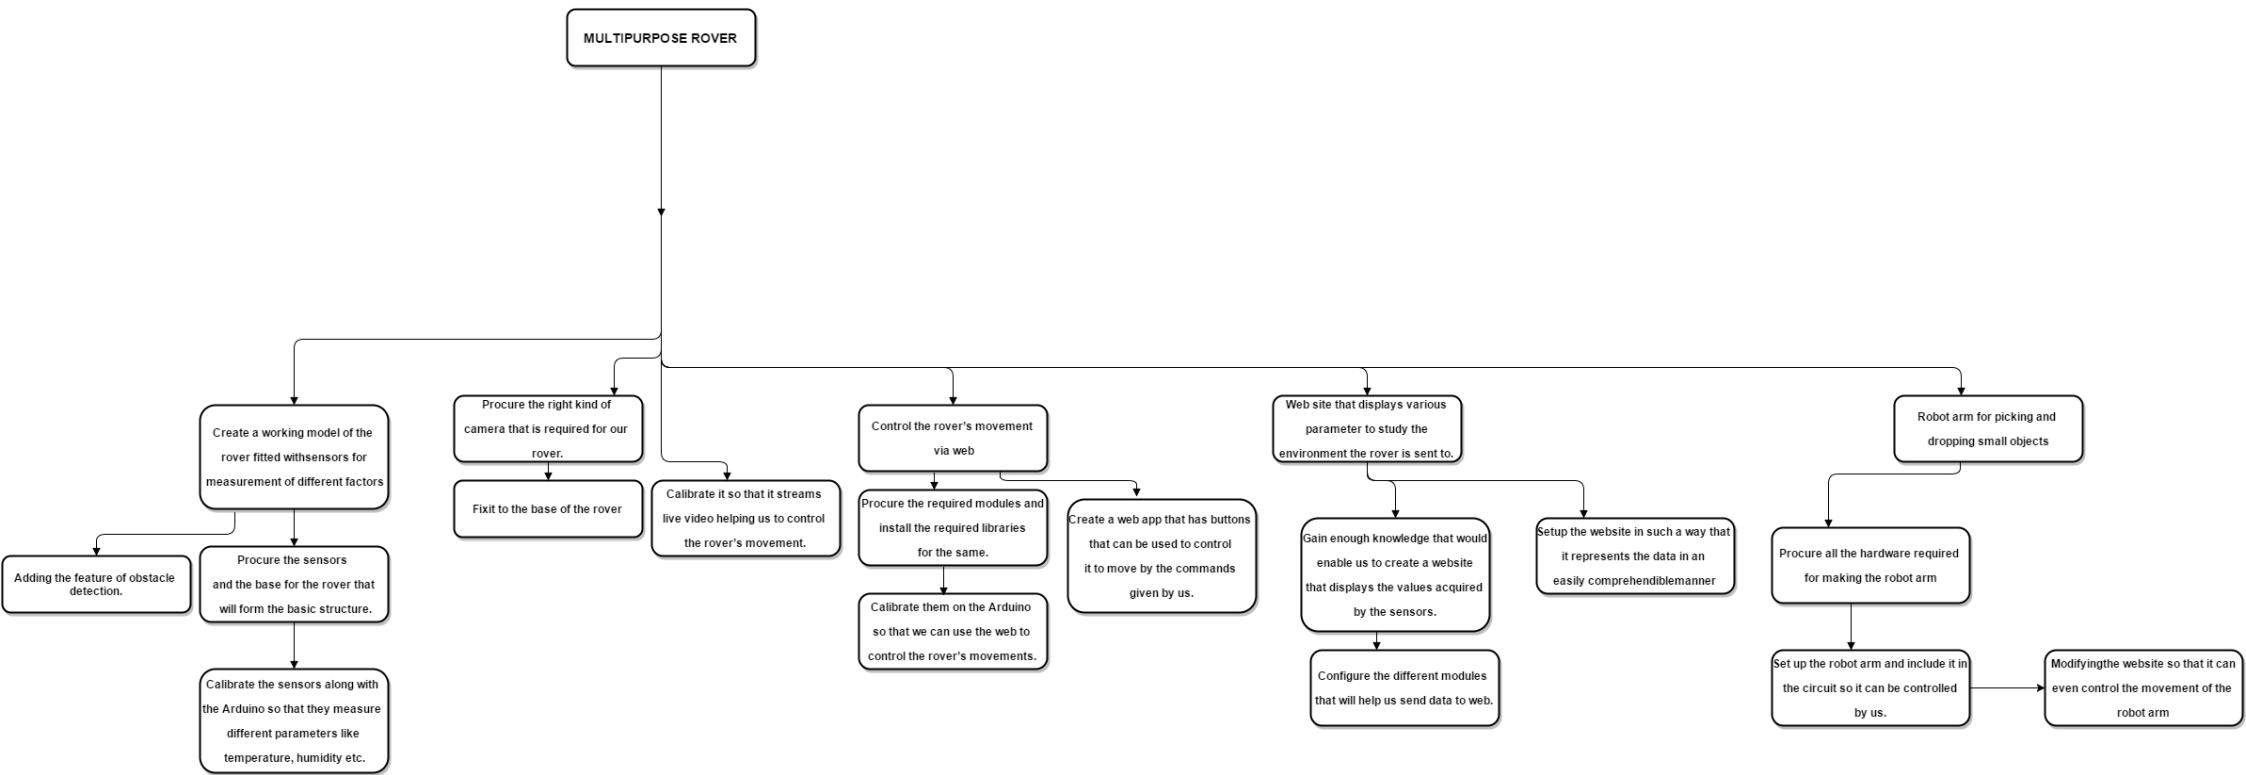 MULTIPURPOSE ROVER
Create a working model of the
rover fitted withsensors for
measurement of different factors
Adding the feature of obstacle
detection.
Procure the sensors
and the base for the rover that
will form the basic structure.
Calibrate the sensors along with
the Arduino so that they measure
different parameters like
temperature, humidity etc.
Procure the right kind of
camera that is required for our
rover.
Fixit to the base of the rover
Calibrate it so that it streams
live video helping us to control
the rover's movement.
Control the rover's movement
via web
Procure the required modules and
install the required libraries
for the same.
Calibrate them on the Arduino
so that we can use the web to
control the rover's movements.
Create a web app that has buttons
that can be used to control
it to move by the commands
given by us.
Web site that displays various
parameter to study the
environment the rover is sent to.
Gain enough knowledge that would
enable us to create a website
that displays the values acquired
by the sensors.
Configure the different modules
that will help us send data to web.
Setup the website in such a way that
it represents the data in an
easily comprehendiblemanner
Robot arm for picking and
dropping small objects
Procure all the hardware required
for making the robot arm
Set up the robot arm and include it in
the circuit so it can be controlled
by us.
Modifyingthe website so that it can
even control the movement of the
robot arm